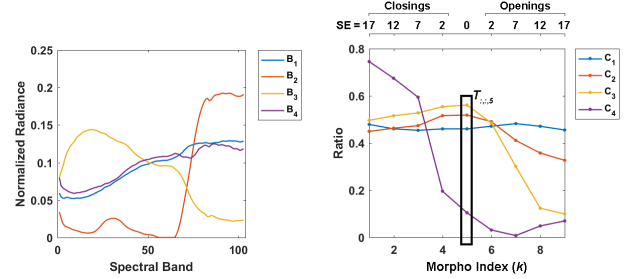 0.25
0.2
0.15
0.1
0.05
0
0 50 100
Normalized Radiance
Spectral Band
B1
B2
B3
B4
Closings Openings
SE = 17 12 7 2 0 2 7 12 17
0.8
0.6
0.4
0.2
0
2 4 6 8
Ratio
Morpho Index (k)
T:,:,5
C1
C2
C3
C4